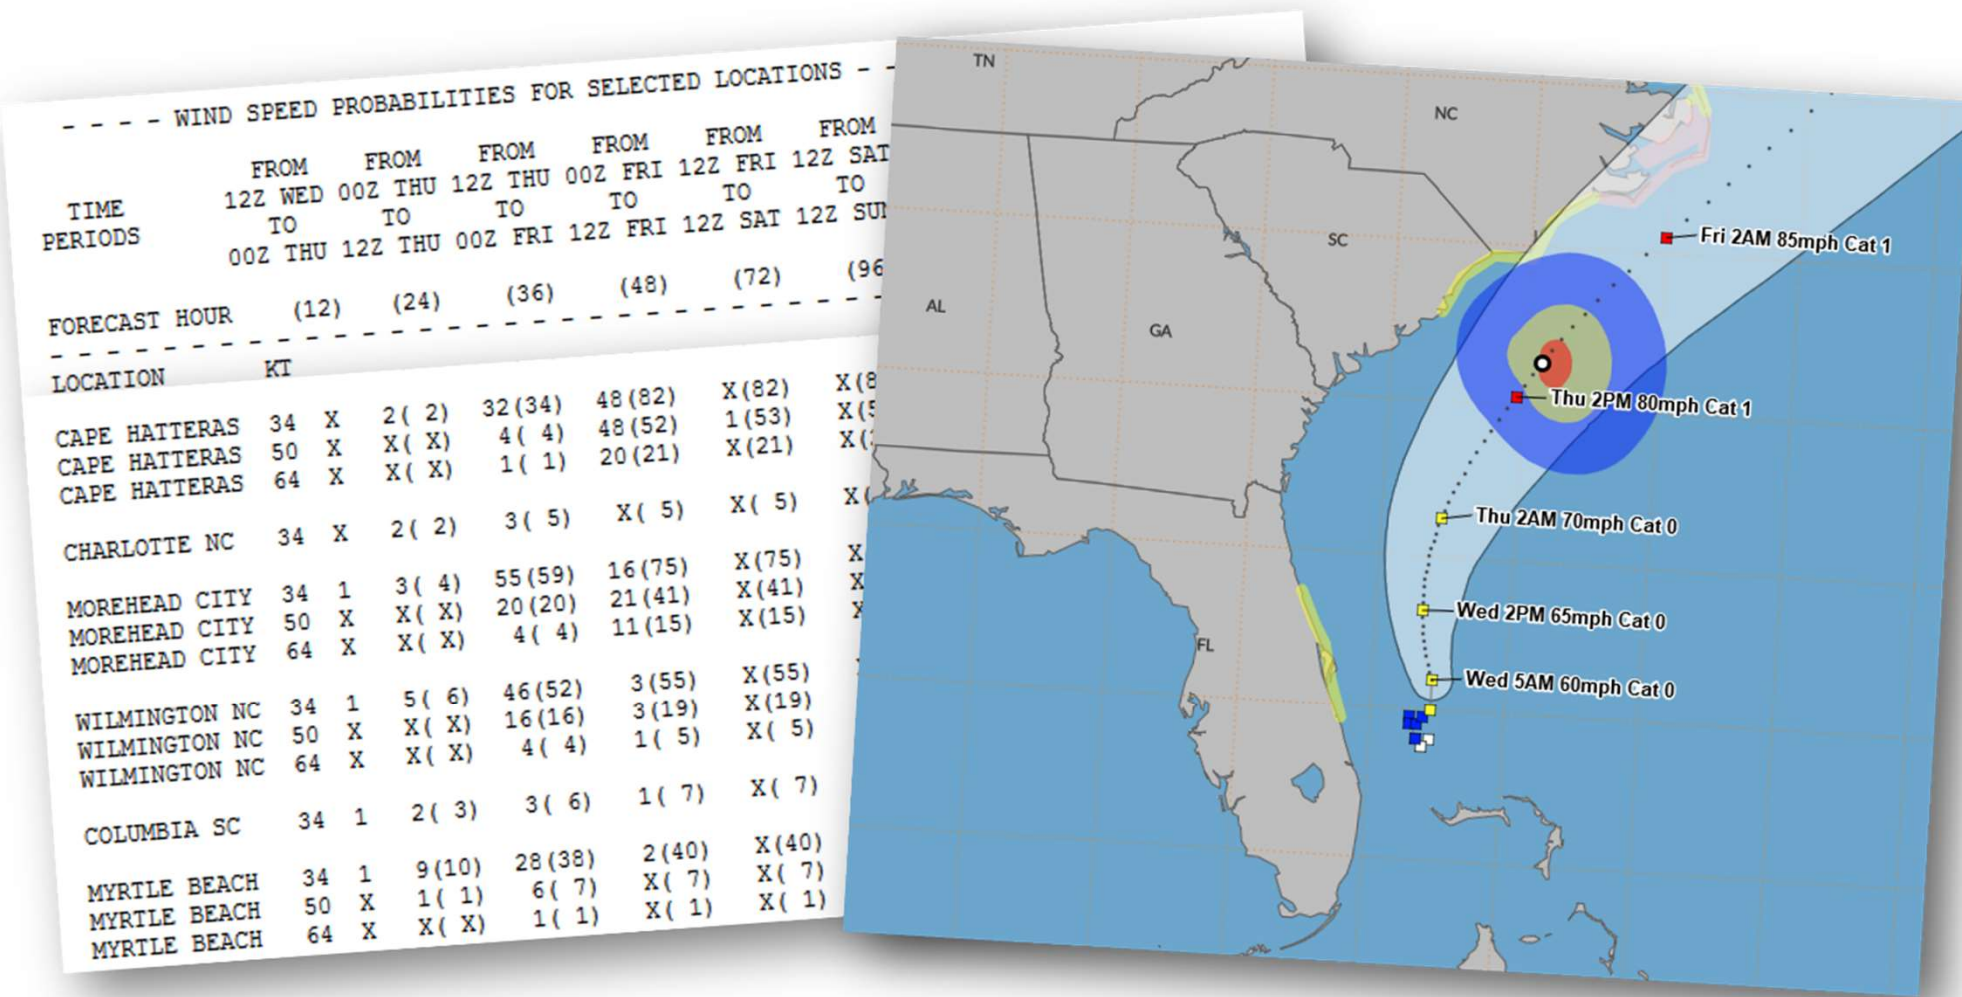 - - - - WIND SPEED PROBABILITIES FOR SELECTED LOCATIONS - -
FROM FROM FROM FROM FROM FROM
TIME 12Z WED 00Z THU 12Z THU 00Z FRI 12Z FRI 12Z SAT
PERIODS TO TO TO TO TO TO
00Z THU 12Z THU 00Z FRI 12Z FRI 12Z SAT 12Z SUN
FORECAST HOUR (12) (24) (36) (48) (72) (96
- - - - - - - - - - - - - - - - - - - - - - - - - - - - - -
LOCATION KT
CAPE HATTERAS 34 X 2( 2) 32(34) 48(82) X(82) X(8
CAPE HATTERAS 50 X X( X) 4( 4) 48(52) 1(53) X(5
CAPE HATTERAS 64 X X( X) 1( 1) 20(21) X(21) X(
CHARLOTTE NC 34 X 2( 2) 3( 5) X( 5) X( 5) X(
MOREHEAD CITY 34 1 3( 4) 55(59) 16(75) X(75) X
MOREHEAD CITY 50 X X( X) 20(20) 21(41) X(41) X
MOREHEAD CITY 64 X X( X) 4( 4) 11(15) X(15) X
WILMINGTON NC 34 1 5( 6) 46(52) 3(55) X(55)
WILMINGTON NC 50 X X( X) 16(16) 3(19) X(19)
WILMINGTON NC 64 X X( X) 4( 4) 1( 5) X( 5)
COLUMBIA SC 34 1 2( 3) 3( 6) 1( 7) X( 7)
MYRTLE BEACH 34 1 9(10) 28(38) 2(40) X(40)
MYRTLE BEACH 50 X 1( 1) 6( 7) X( 7) X( 7)
MYRTLE BEACH 64 X X( X) 1( 1) X( 1) X( 1)
TN
NC
SC
AL
GA
FL
Fri 2AM 85mph Cat 1
Thu 2PM 80mph Cat 1
Thu 2AM 70mph Cat 0
Wed 2PM 65mph Cat 0
Wed 5AM 60mph Cat 0